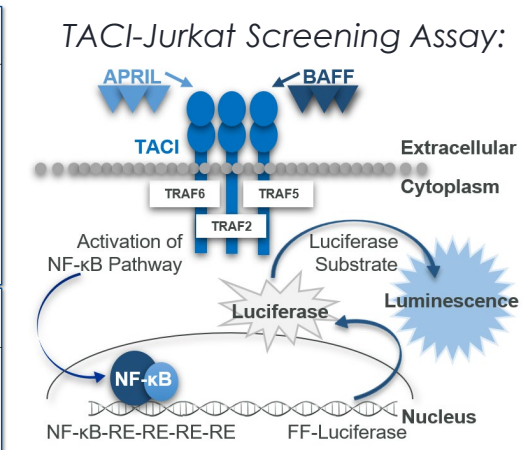 TACI-Jurkat Screening Assay:
APRIL
BAFF
TACI
Extracellular
Cytoplasm
TRAF6
TRAF5
TRAF2
Activation of
NF-κB Pathway
Luciferase
Substrate
Luciferase
Luminescence
NF-κB
Nucleus
NF-κB-RE-RE-RE-RE
FF-Luciferase